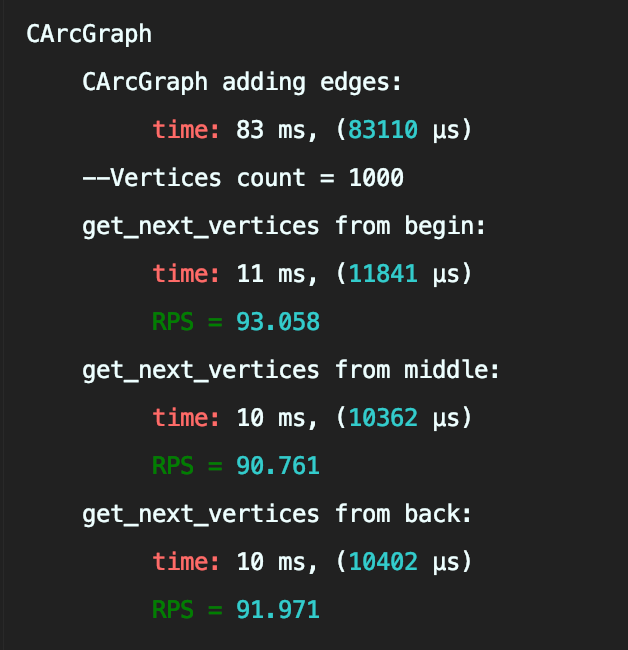 CArcGraph
CArcGraph adding edges:
time: 83 ms, (83110 µs)
––Vertices count = 1000
get_next_vertices from begin:
time: 11 ms, (11841 µs)
RPS = 93.058
get_next_vertices from middle:
time: 10 ms, (10362 µs)
RPS = 90.761
get_next_vertices from back:
time: 10 ms, (10402 µs)
RPS = 91.971